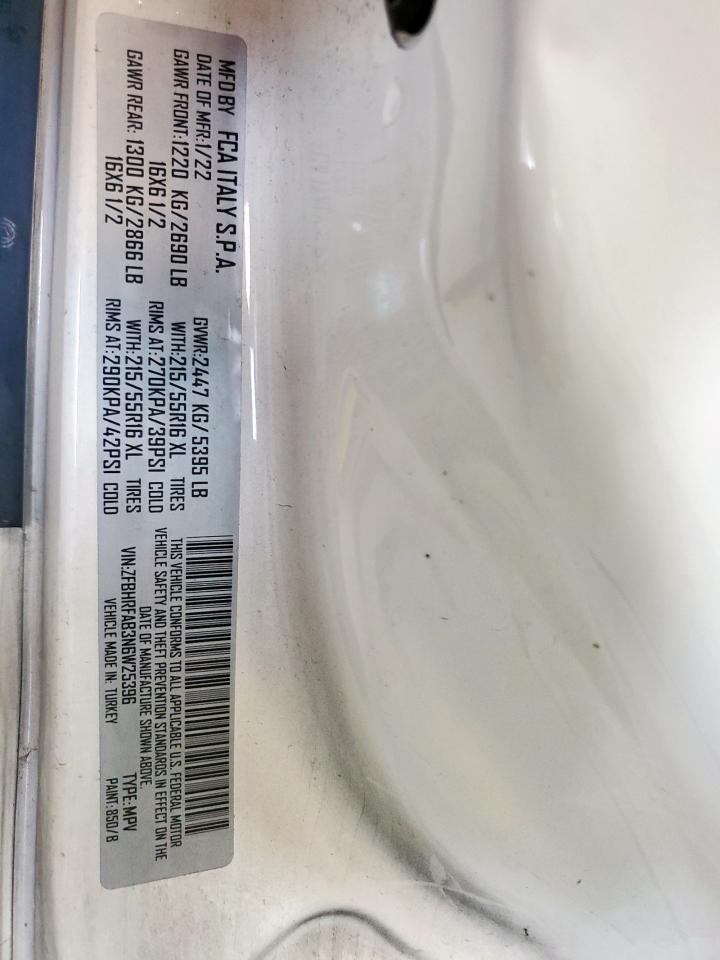 MFD BY FCA ITALY S.P.A.
DATE OF MFR:1/22 GVWR:2447 KG/5395 LB
GAWR FRONT:1220 KG/2690 LB WITH:215/55R16 XL TIRES
16X6 1/2 RIMS AT:270KPA/39PSI COLD
GAWR REAR: 1300 KG/2866 LB WITH:215/55R16 XL TIRES
16X6 1/2 RIMS AT:290KPA/42PSI COLD
THIS VEHICLE CONFORMS TO ALL APPLICABLE U.S. FEDERAL MOTOR
VEHICLE SAFETY AND THEFT PREVENTION STANDARDS IN EFFECT ON THE
DATE OF MANUFACTURE SHOWN ABOVE.
VIN:ZFBHRFAB3N6W25396 TYPE:MPV
VEHICLE MADE IN: TURKEY PAINT:850/B